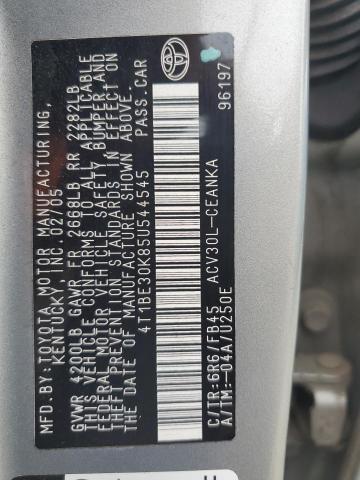 MFD.BY:TOYOTA MOTOR MANUFACTURING,
KENTUCKY, INC. 02/05
GVWR 4200LB GAWR FR 2668LB RR 2282LB
THIS VEHICLE CONFORMS TO ALL APPLICABLE
FEDERAL MOTOR VEHICLE SAFETY, BUMPER, AND
THEFT PREVENTION STANDARDS IN EFFECT ON
THE DATE OF MANUFACTURE SHOWN ABOVE.
4T1BE30K85U544545 PASS.CAR
C/TR:6R6/FB45 ACV30L-CEANKA
A/TM:-04A/U250E 96197